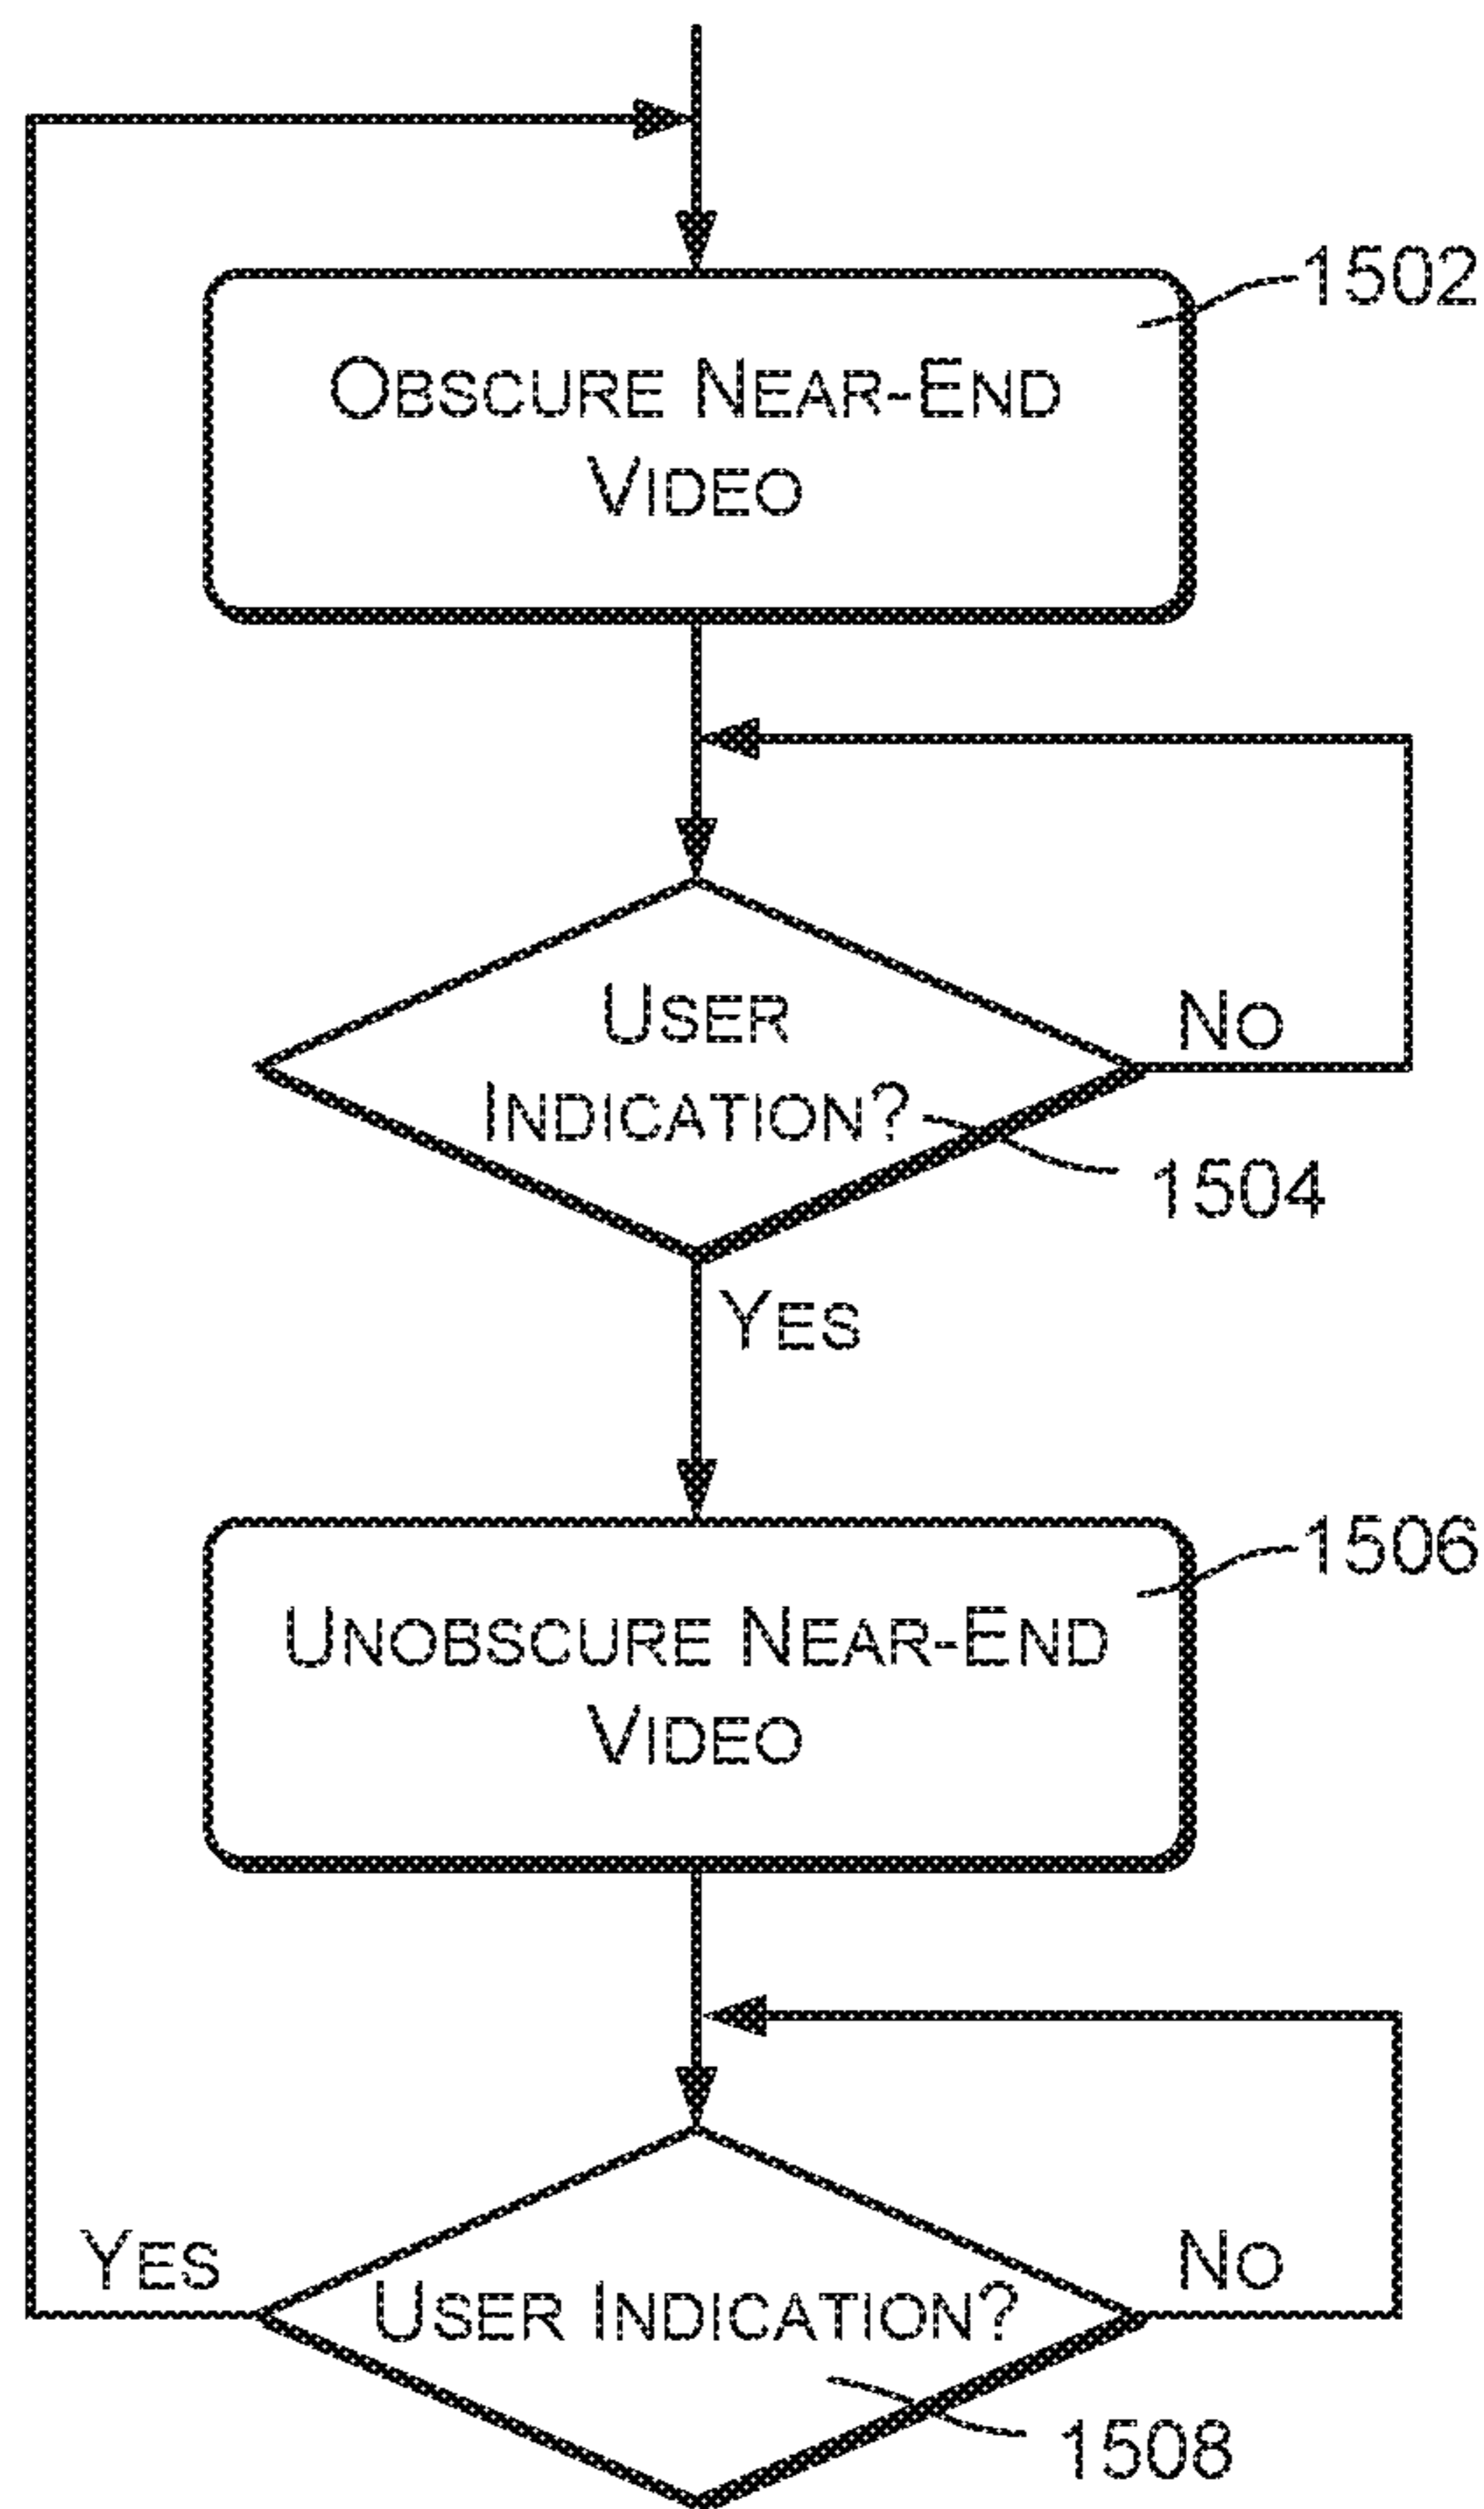 1502
Obscure Near-End
Video
User
Indication?
No
1504
Yes
1506
Unobscure Near-End
Video
Yes
User Indication?
No
1508